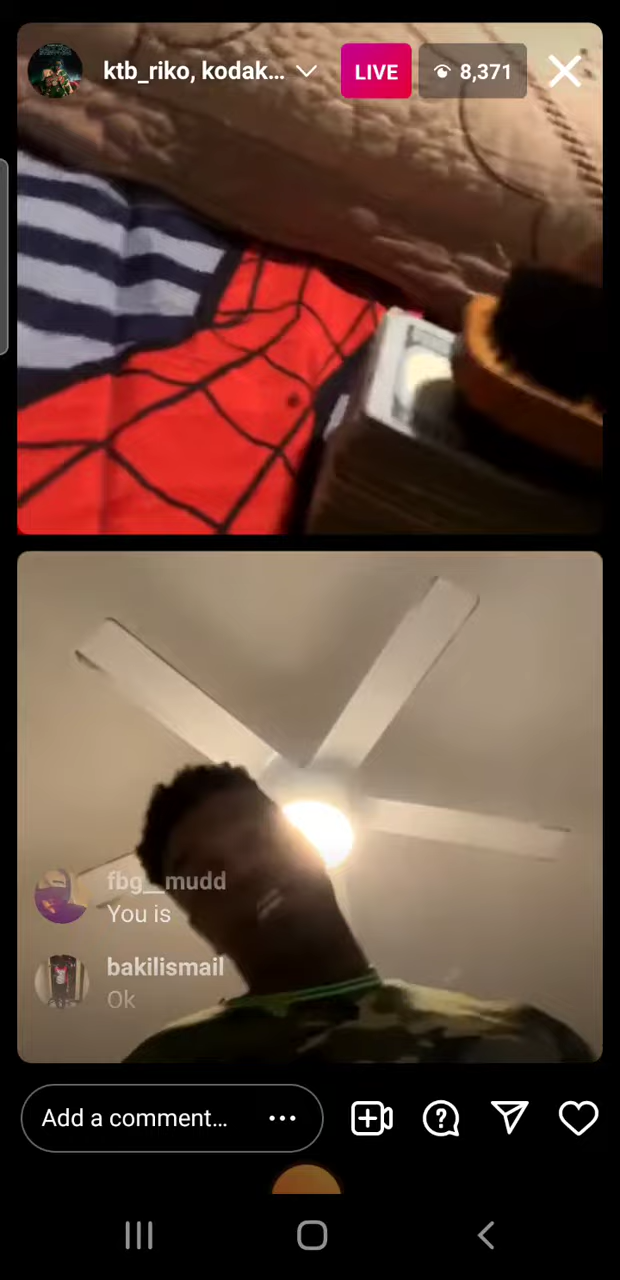 ktb_riko, kodak...
LIVE
8,371
fbg__mudd
You is
bakilismail
Ok
Add a comment...